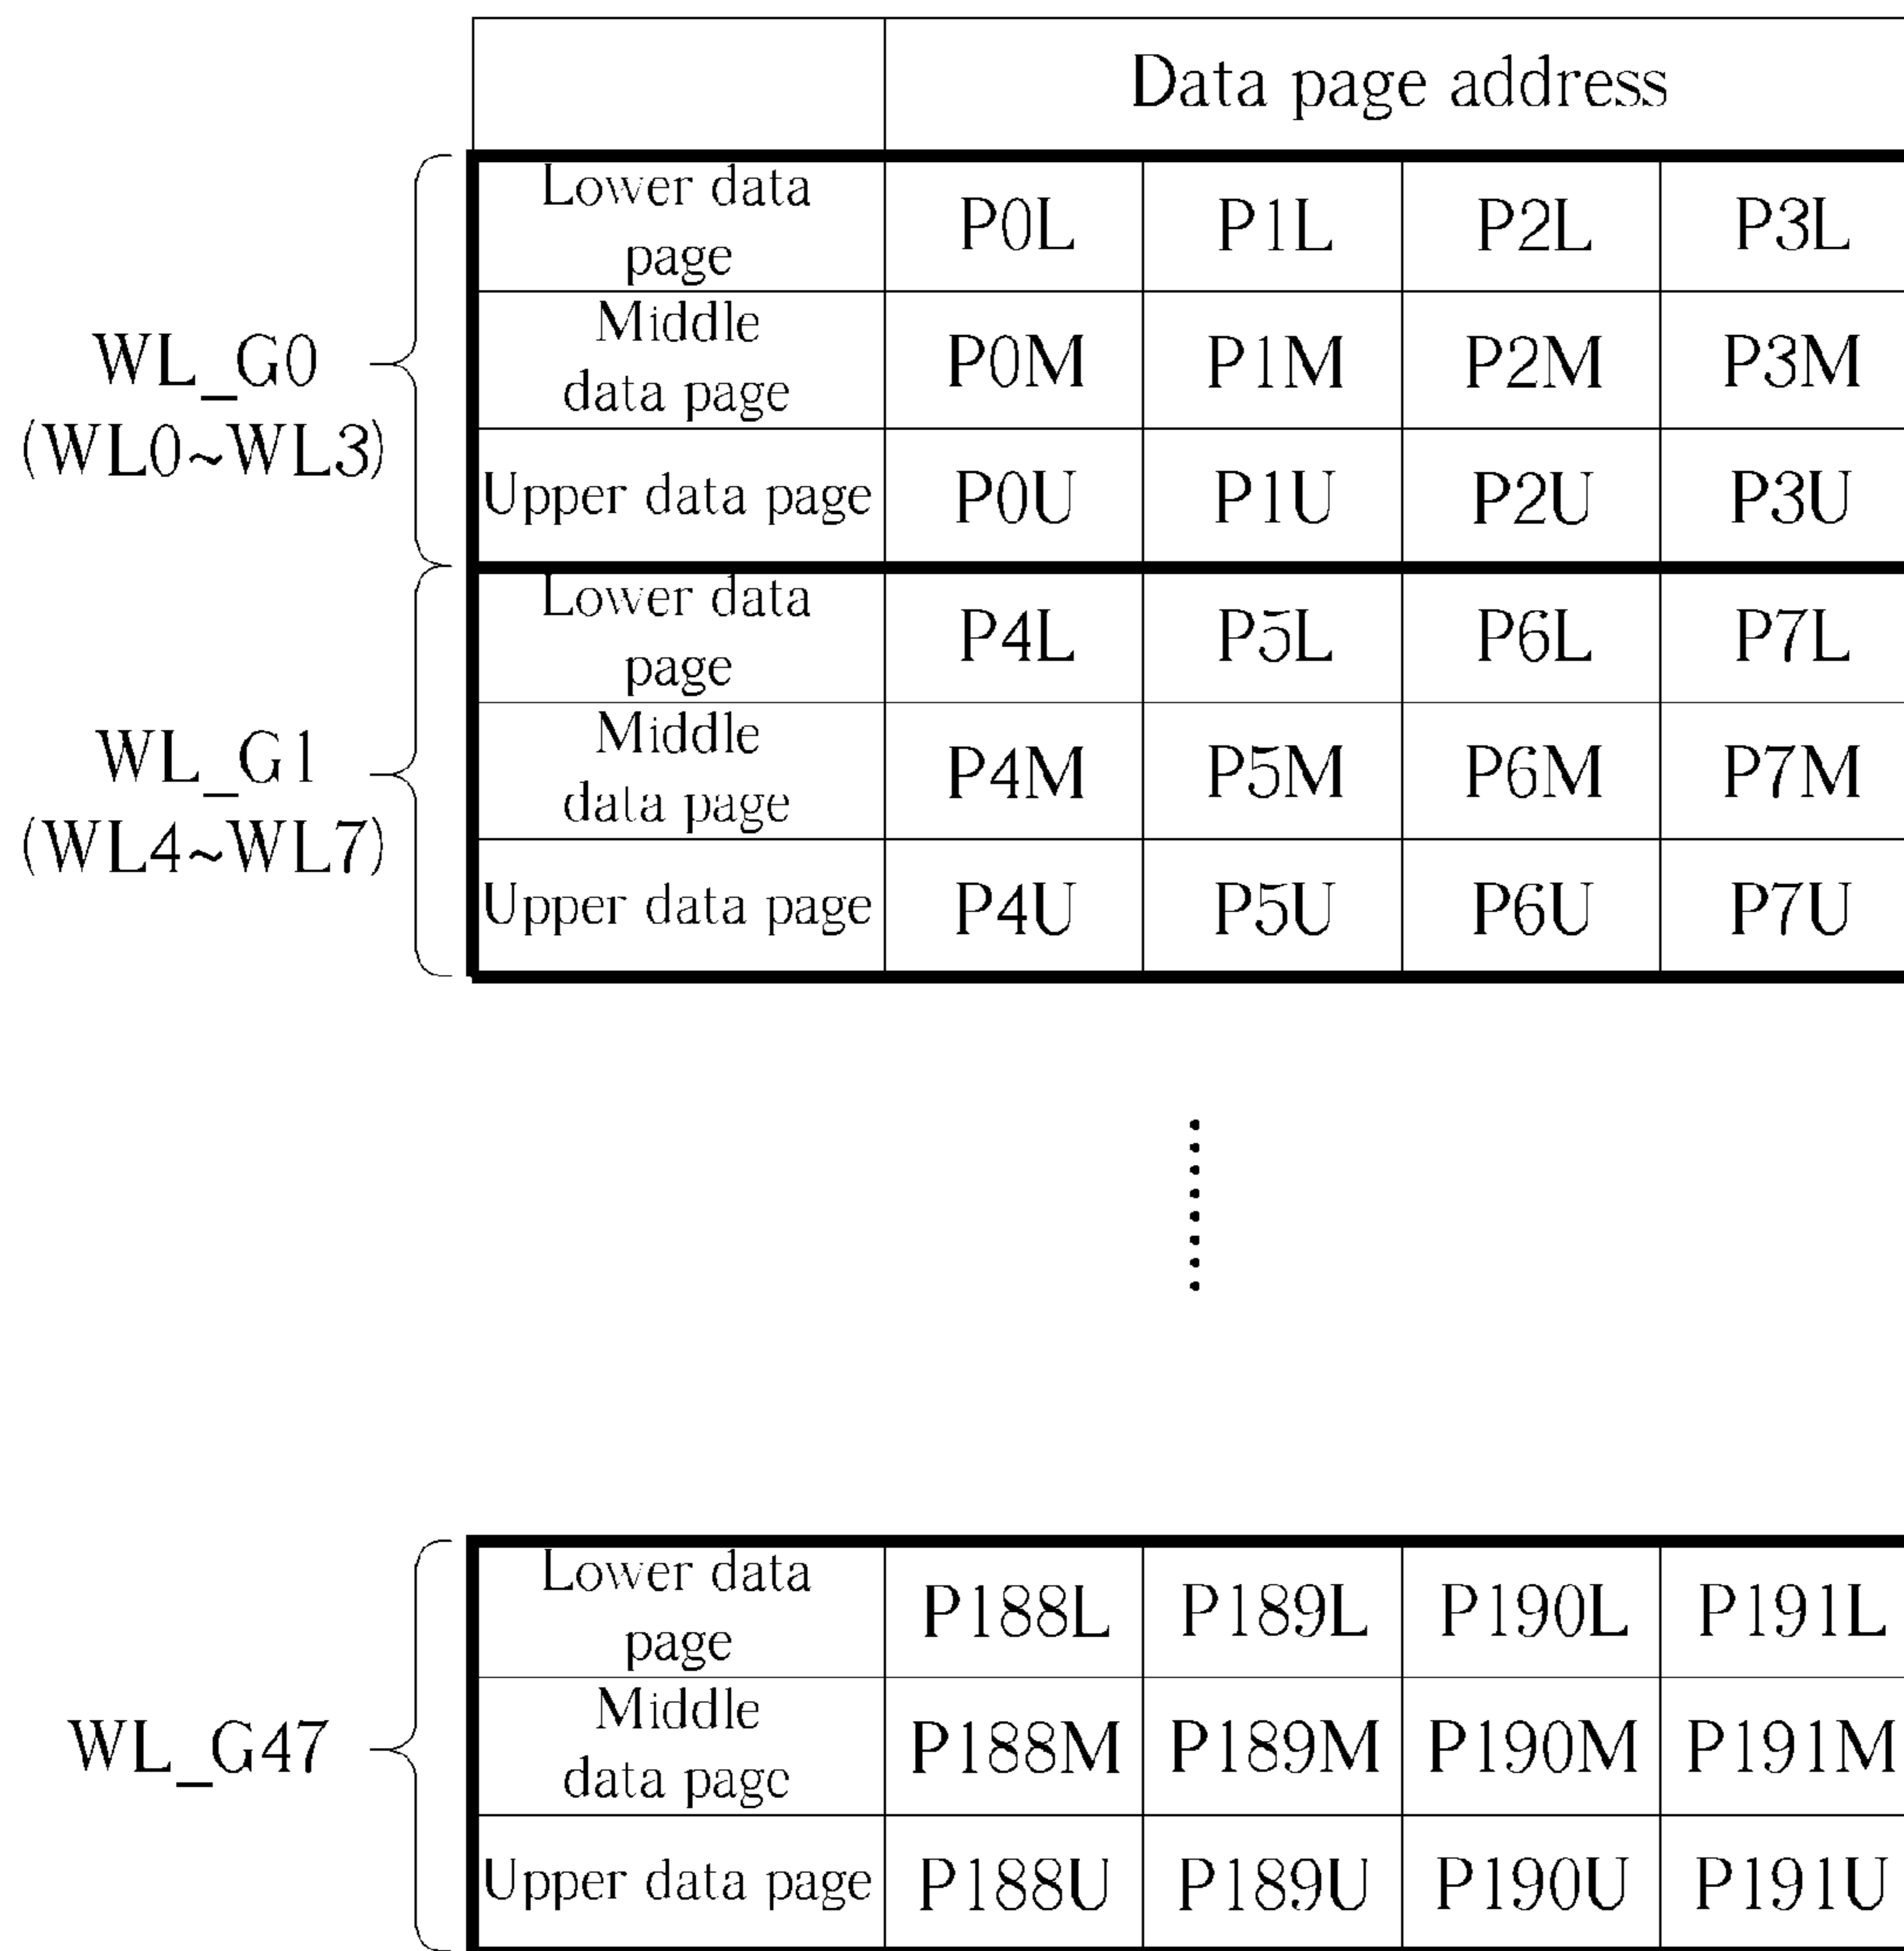 Data page address
Lower data
page
P0L P1L P2L P3L
WL_G0
(WL0~WL3)
Middle
data page
P0M P1M P2M P3M
Upper data page P0U P1U P2U P3U
Lower data
page
P4L P5L P6L P7L
WL_G1
(WL4~WL7)
Middle
data page
P4M P5M P6M P7M
Upper data page P4U P5U P6U P7U
Lower data
page
P188L P189L P190L P191L
WL_G47
Middle
data page
P188M P189M P190M P191M
Upper data page P188U P189U P190U P191U